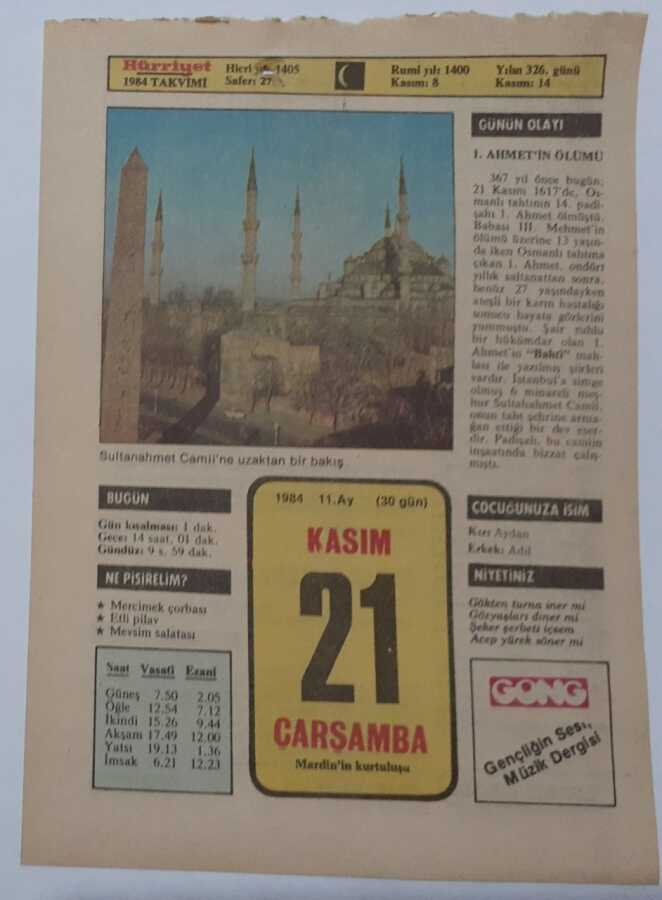 Hürriyet
1984 TAKVİMİ
Hicri 1405
Safer: 27
Rumi yıl: 1400
Kasım: 8
Yılın 326. günü
Kasım: 14
GÜNÜN OLAYI
1. AHMET'İN ÖLÜMÜ
367 yıl önce bugün;
21 Kasım 1617'de, Os-
manlı tahtının 14. padi-
şahı 1. Ahmet ölmüştü.
Babası III. Mehmet'in
ölümü üzerine 13 yaşın-
da iken Osmanlı tahtına
çıkan 1. Ahmet, ondört
yıllık saltanattan sonra,
henüz 27 yaşındayken
ateşli bir karın hastalığı
sonucu hayata gözlerini
yummuştu. Şair ruhlu
bir hükümdar olan 1.
Ahmet'in "Bahti" mah-
lası ile yazılmış şiirleri
vardır. İstanbul'a simge
olmuş 6 minareli meş-
hur Sultanahmet Camii,
onun taht şehrine arma-
ğan ettiği bir dev eser-
dir. Padişah, bu camiin
inşaatında bizzat çalış-
mıştı.
Sultanahmet Camii'ne uzaktan bir bakış
BUGÜN
Gün kısalması: 1 dak.
Gece: 14 saat, 01 dak.
Gündüz: 9 s. 59 dak.
NE PİŞİRELİM?
★ Mercimek çorbası
★ Etli pilav
★ Mevsim salatası
Saat Vasati Ezani
Güneş 7.50 2.05
Öğle 12.54 7.12
İkindi 15.26 9.44
Akşam 17.49 12.00
Yatsı 19.13 1.36
İmsak 6.21 12.23
1984 11.Ay (30 gün)
KASIM
21
ÇARŞAMBA
Mardin'in kurtuluşu
ÇOCUĞUNUZA İSİM
Kız: Aydan
Erkek: Adil
NİYETİNİZ
Gökten turna iner mi
Gözyaşları diner mi
Şeker şerbeti içsem
Acep yürek söner mi
GONG
Gençliğin Sesi,
Müzik Dergisi